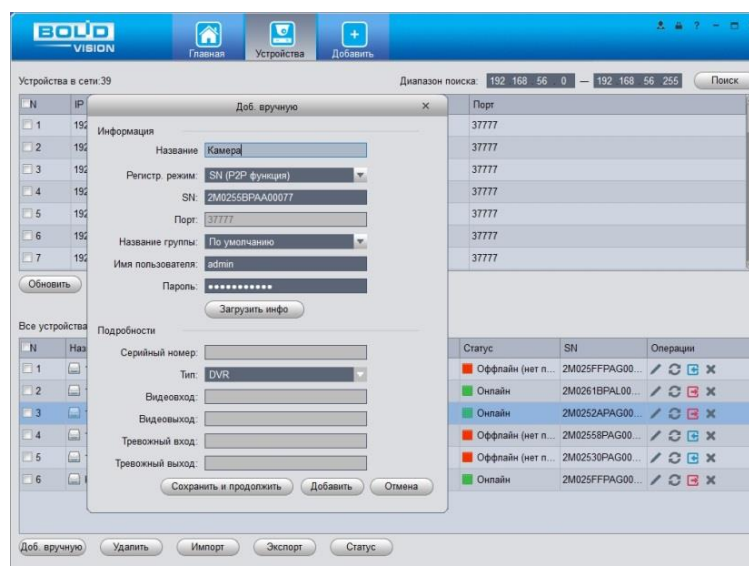 BOLID
VISION
Главная
Устройства
Добавить
Устройств в сети:39
Диапазон поиска: 192 168 56 0 — 192 168 56 255 Поиск
N IP Порт
1 192 37777
2 192 37777
3 192 37777
4 192 37777
5 192 37777
6 192 37777
7 192 37777
Обновить
Доб. вручную
Информация
Название Камера
Регистр. режим: SN (P2P функция)
SN: 2M0255BPAA00077
Порт: 37777
Название группы: По умолчанию
Имя пользователя: admin
Пароль: •••••••••••
Загрузить инфо
Подробности
Серийный номер:
Тип: DVR
Видеовход:
Видеовыход:
Тревожный вход:
Тревожный выход:
Сохранить и продолжить Добавить Отмена
Все устройства
N Наз Статус SN Операции
1 Оффлайн (нет п... 2M025FFPAG00...
2 Онлайн 2M0261BPAL00...
3 Онлайн 2M0252APAG00...
4 Оффлайн (нет п... 2M02558PAG00...
5 Оффлайн (нет п... 2M02530PAG00...
6 Онлайн 2M025FFPAG00...
Доб. вручную Удалить Импорт Экспорт Статус